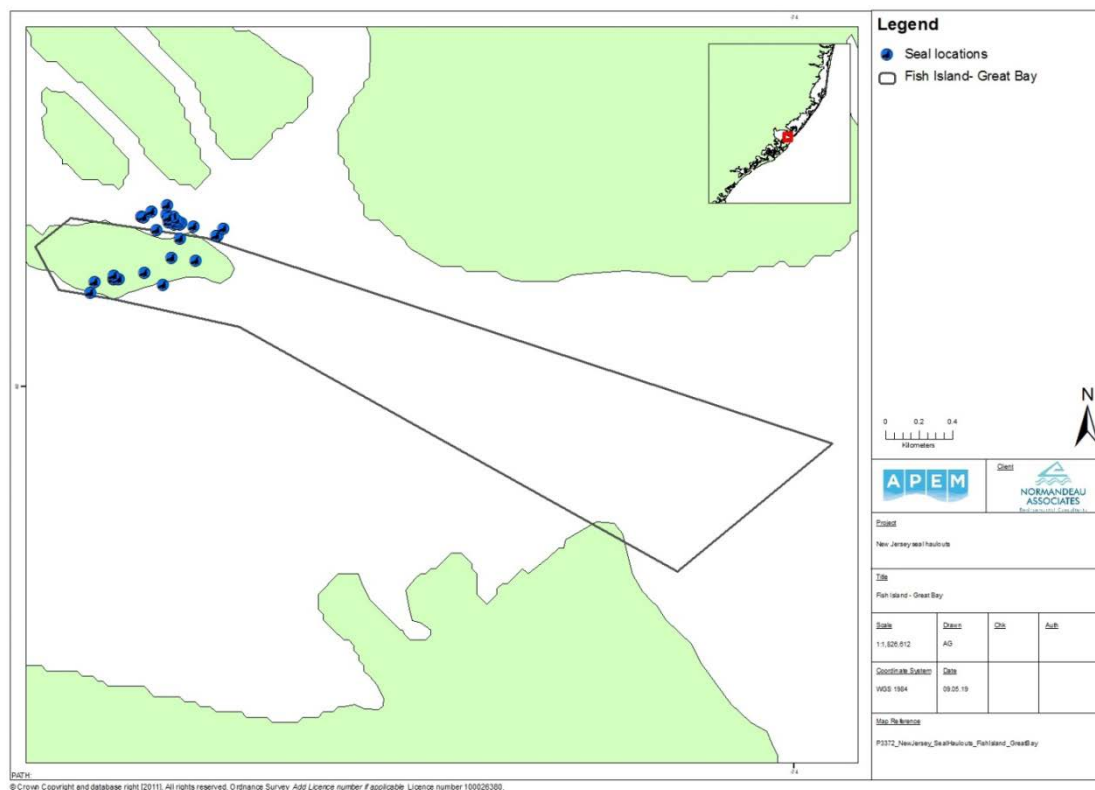 Legend
Seal locations
Fish Island- Great Bay
N
0 0.2 0.4
Kilometers
APEM
Client
NORMANDEAU
ASSOCIATES
Project
New Jersey seal haulouts
Title
Fish Island - Great Bay
Scale
Drawn
Chk
Auth
1:1,526,612
AG
Coordinate System
Date
WGS 1984
09.05.19
Map Reference
P3372_NewJersey_SealHaulouts_FishIsland_GreatBay
PATH:
© Crown Copyright and database right [2011]. All rights reserved. Ordnance Survey Add Licence number if applicable Licence number 100026380.